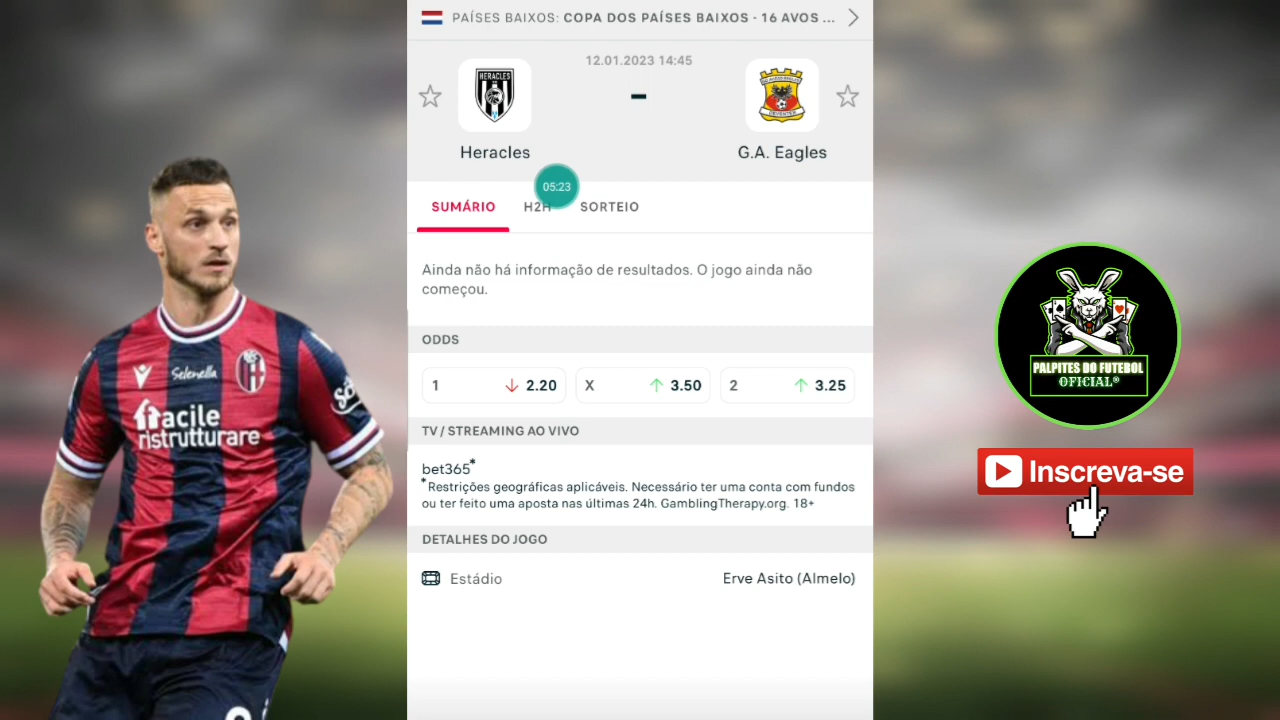 PAÍSES BAIXOS: COPA DOS PAÍSES BAIXOS - 16 AVOS ...
12.01.2023 14:45
-
HERACLES
Heracles
G.A. Eagles
05:23
SUMÁRIO H2H SORTEIO
Ainda não há informação de resultados. O jogo ainda não
começou.
ODDS
1 2.20 X 3.50 2 3.25
TV / STREAMING AO VIVO
bet365*
*Restrições geográficas aplicáveis. Necessário ter uma conta com fundos
ou ter feito uma aposta nas últimas 24h. GamblingTherapy.org. 18+
DETALHES DO JOGO
Estádio Erve Asito (Almelo)
Selenella
facile
ristrutturare
PALPITES DO FUTEBOL
OFICIAL®
Inscreva-se